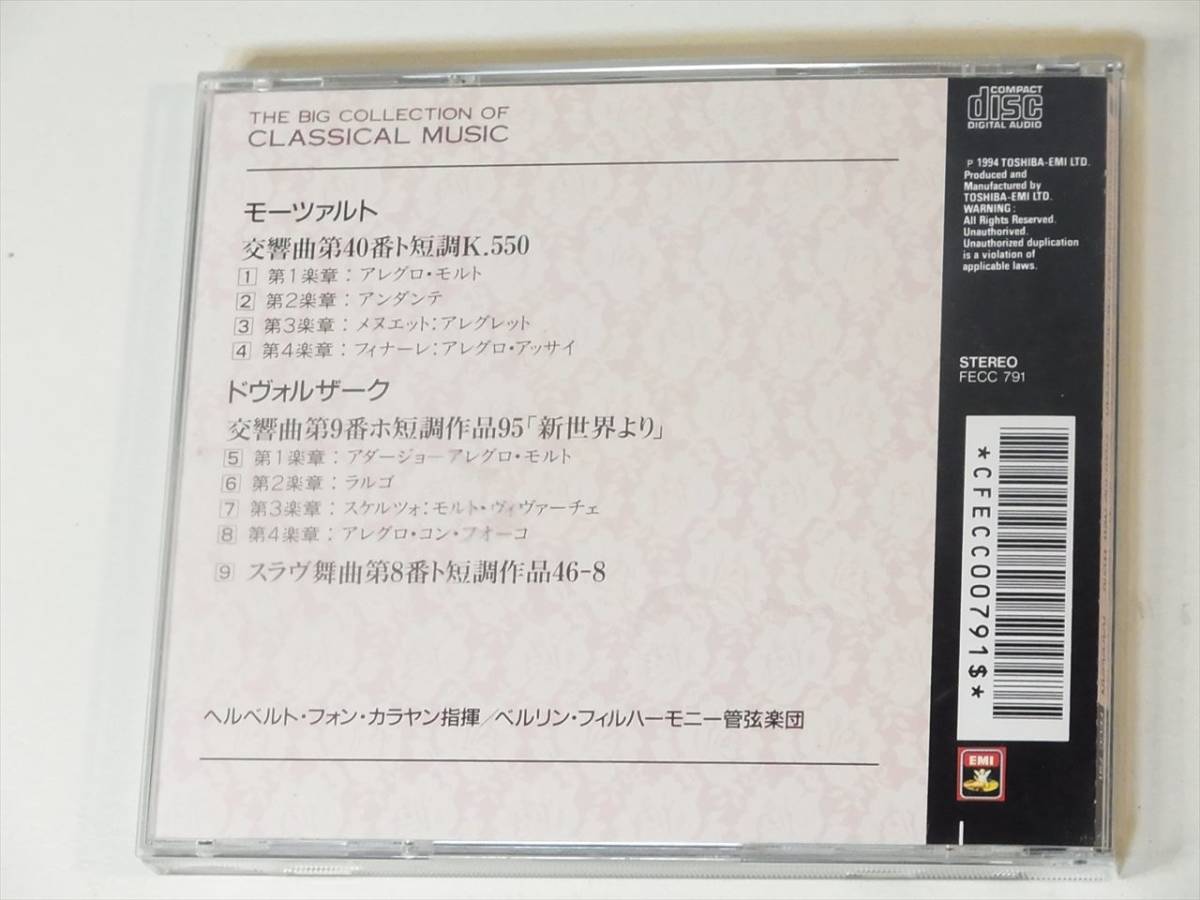 THE BIG COLLECTION OF
CLASSICAL MUSIC
モーツァルト
交響曲第40番ト短調K.550
1 第1楽章：アレグロ・モルト
2 第2楽章：アンダンテ
3 第3楽章：メヌエット：アレグレット
4 第4楽章：フィナーレ：アレグロ・アッサイ
ドヴォルザーク
交響曲第9番ホ短調作品95「新世界より」
5 第1楽章：アダージョ―アレグロ・モルト
6 第2楽章：ラルゴ
7 第3楽章：スケルツォ：モルト・ヴィヴァーチェ
8 第4楽章：アレグロ・コン・フオーコ
9 スラヴ舞曲第8番ト短調作品46-8
ヘルベルト・フォン・カラヤン指揮／ベルリン・フィルハーモニー管弦楽団
COMPACT
disc
DIGITAL AUDIO
P 1994 TOSHIBA-EMI LTD.
Produced and
Manufactured by
TOSHIBA-EMI LTD.
WARNING:
All Rights Reserved.
Unauthorived.
Unauthorized duplication
is a violation of
applicable laws.
STEREO
FECC 791
*CFECC00791$*
EMI